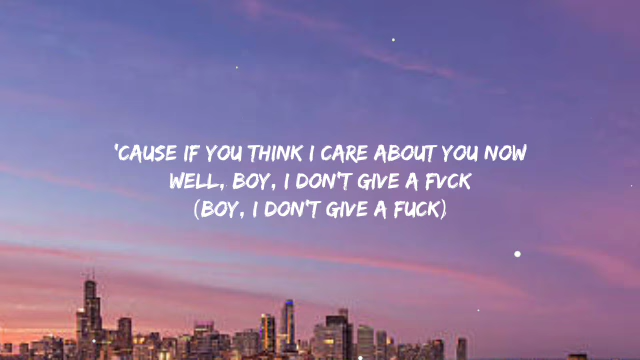 'CAUSE IF YOU THINK I CARE ABOUT YOU NOW
WELL, BOY, I DON'T GIVE A FVCK
(BOY, I DON'T GIVE A FUCK)